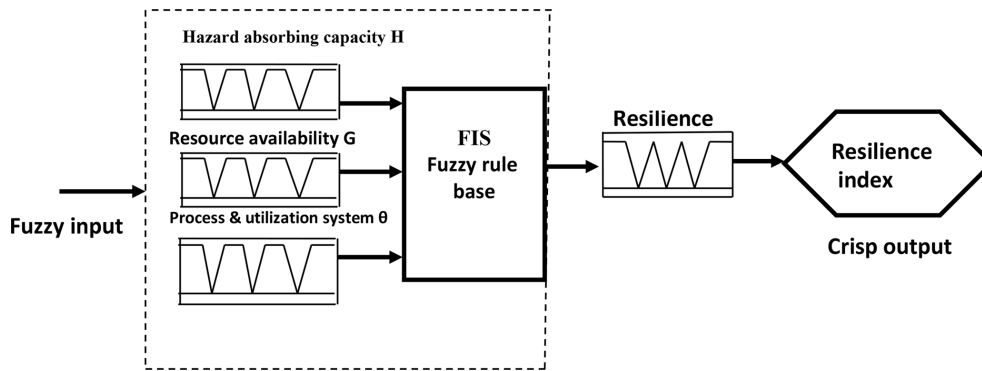 Hazard absorbing capacity H
Resource availability G
Process & utilization system θ
Fuzzy input
FIS
Fuzzy rule
base
Resilience
Resilience
index
Crisp output